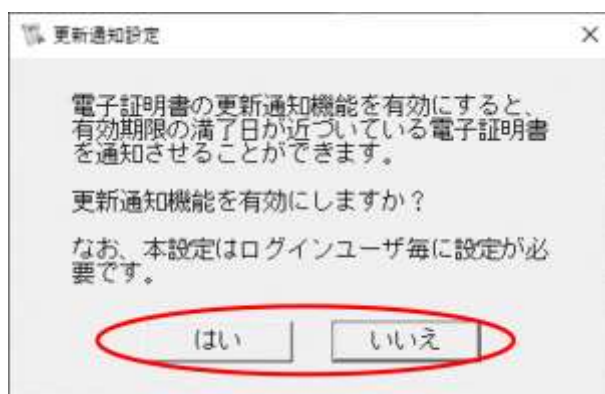 更新通知設定
電子証明書の更新通知機能を有効にすると、
有効期限の満了日が近づいている電子証明書
を通知させることができます。
更新通知機能を有効にしますか？
なお、本設定はログインユーザ毎に設定が必
要です。
はい
いいえ